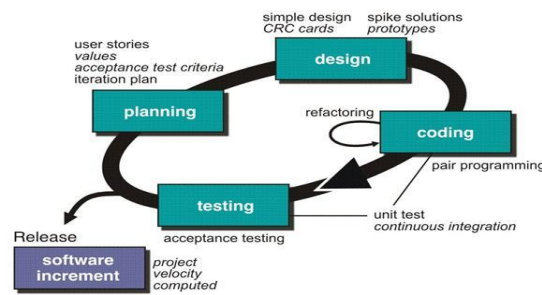 simple design
CRC cards
spike solutions
prototypes
user stories
values
acceptance test criteria
iteration plan
design
planning
refactoring
coding
pair programming
testing
unit test
continuous integration
acceptance testing
Release
software
increment
project
velocity
computed